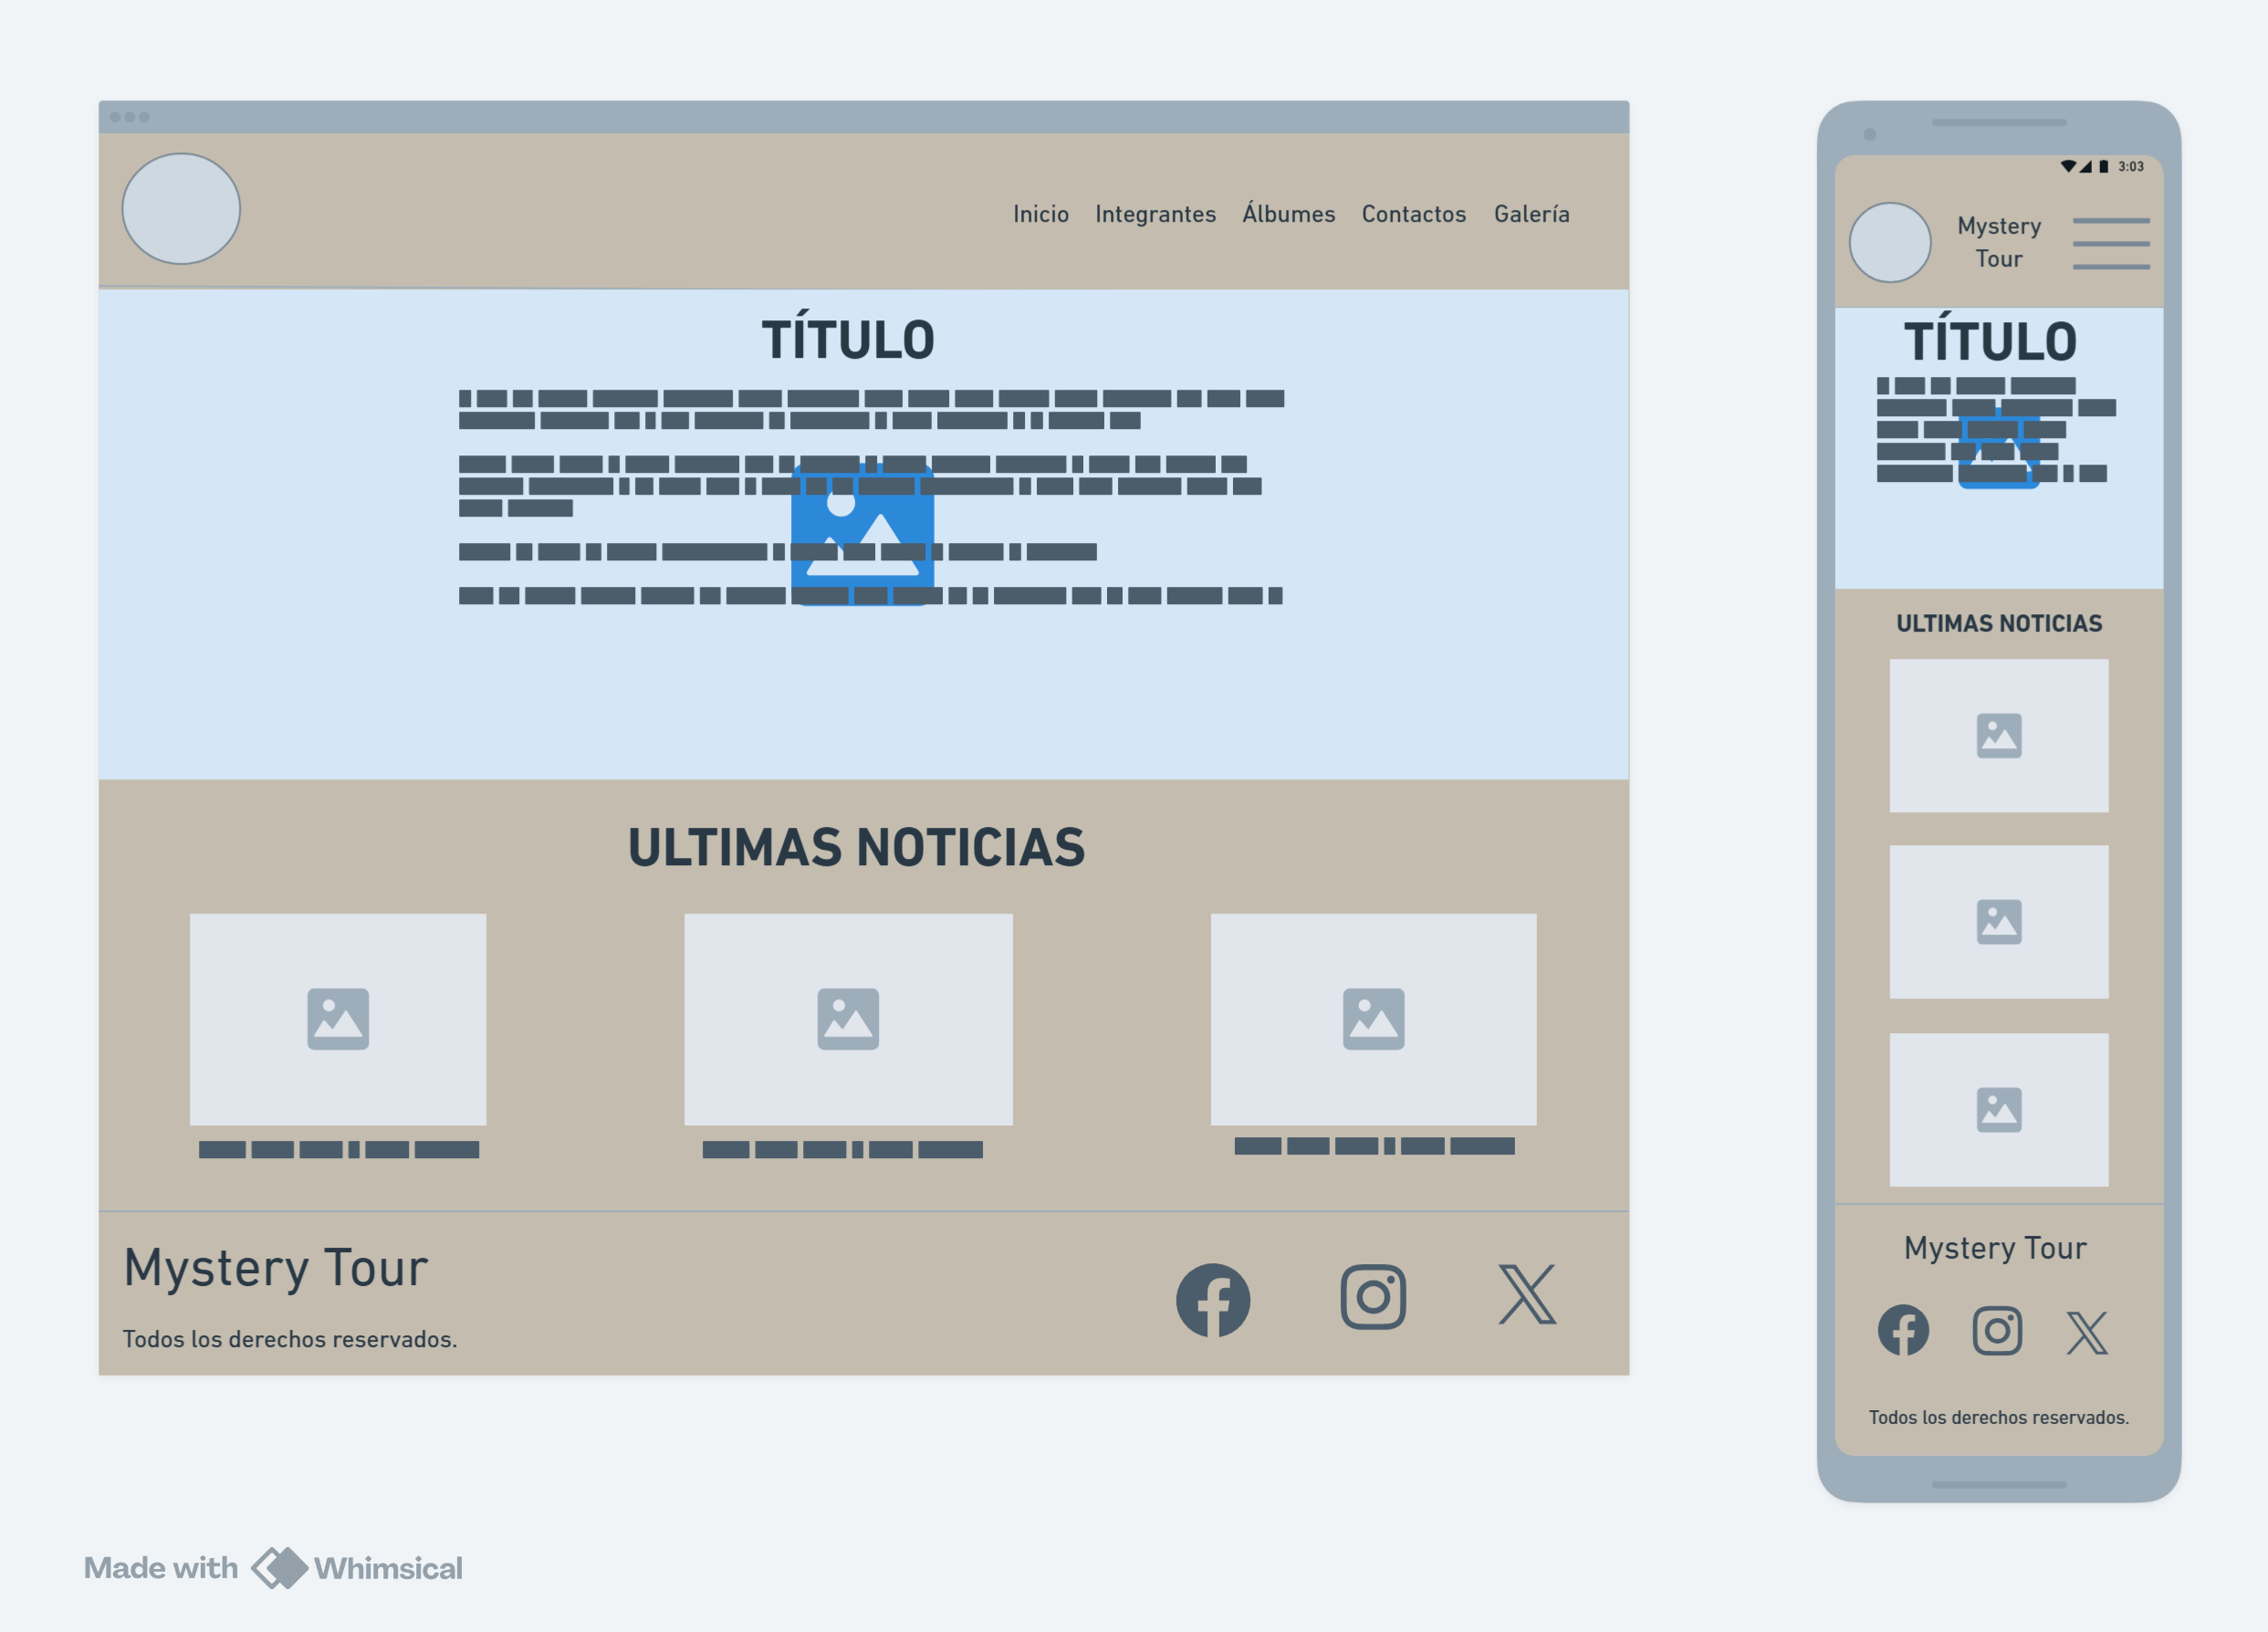 Inicio Integrantes Álbumes Contactos Galería
TÍTULO
ULTIMAS NOTICIAS
Mystery Tour
Todos los derechos reservados.
3:03
Mystery
Tour
TÍTULO
ULTIMAS NOTICIAS
Mystery Tour
Todos los derechos reservados.
Made with Whimsical